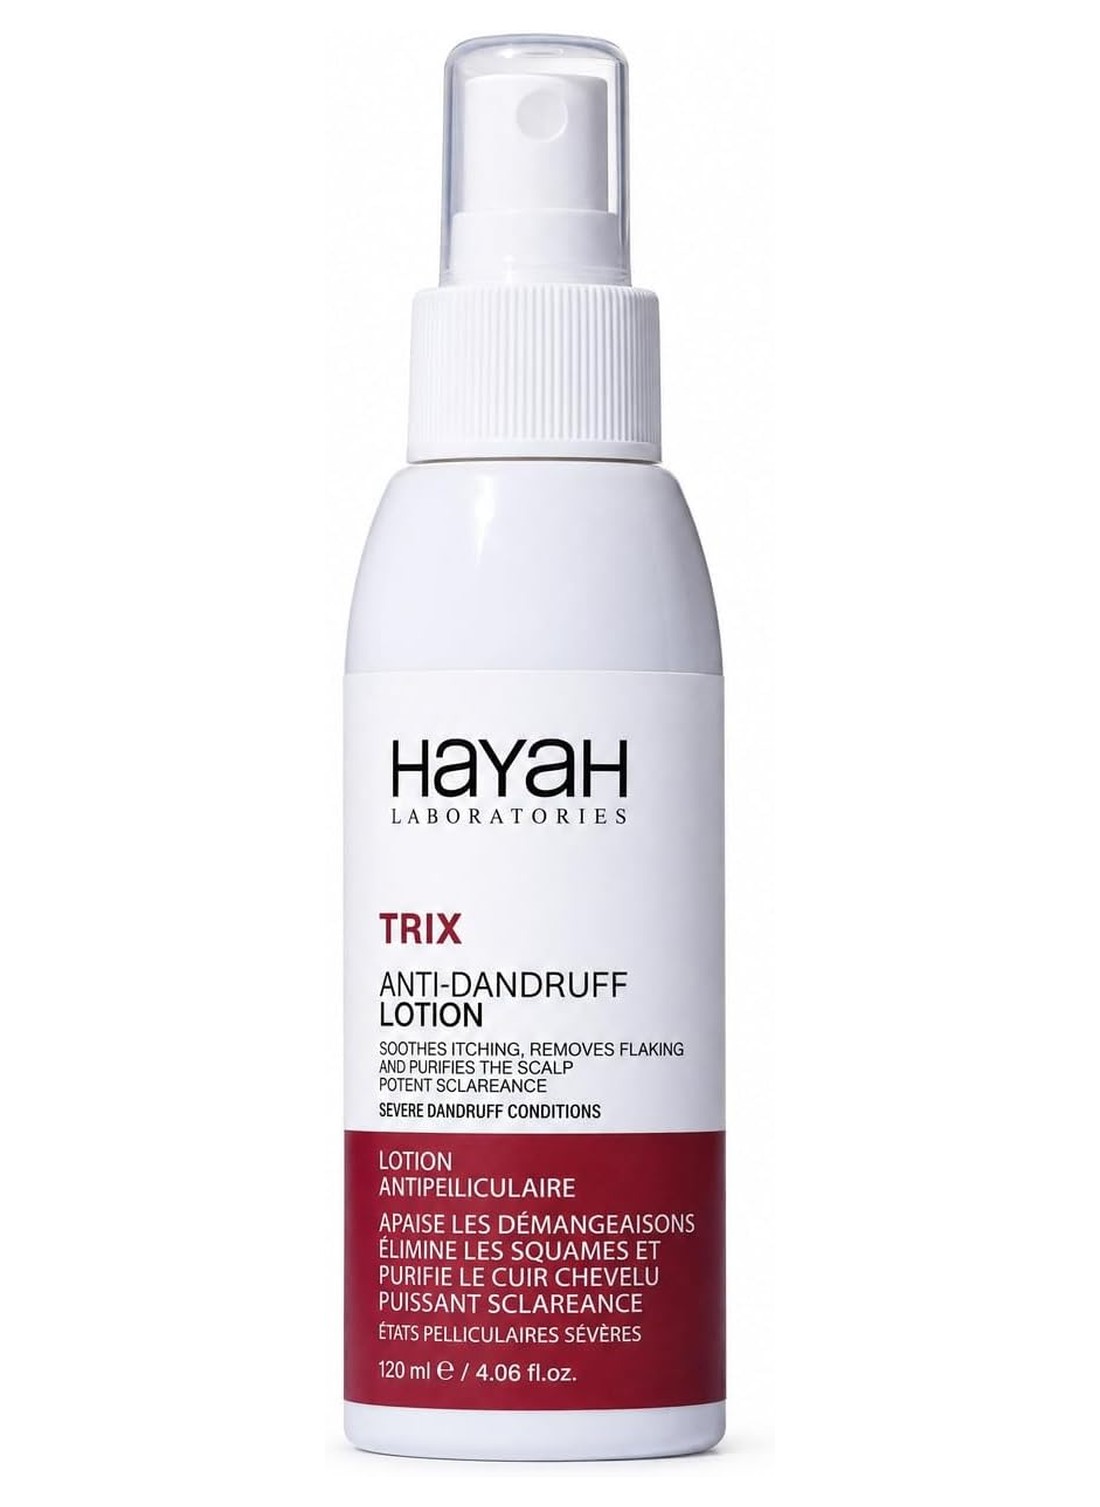 HAYAH
LABORATORIES
TRIX
ANTI-DANDRUFF
LOTION
SOOTHES ITCHING, REMOVES FLAKING
AND PURIFIES THE SCALP
POTENT SCLAREANCE
SEVERE DANDRUFF CONDITIONS
LOTION
ANTIPELLICULAIRE
APAISE LES DÉMANGEAISONS
ÉLIMINE LES SQUAMES ET
PURIFIE LE CUIR CHEVELU
PUISSANT SCLAREANCE
ÉTATS PELLICULAIRES SÉVÈRES
120 ml ℮ / 4.06 fl.oz.